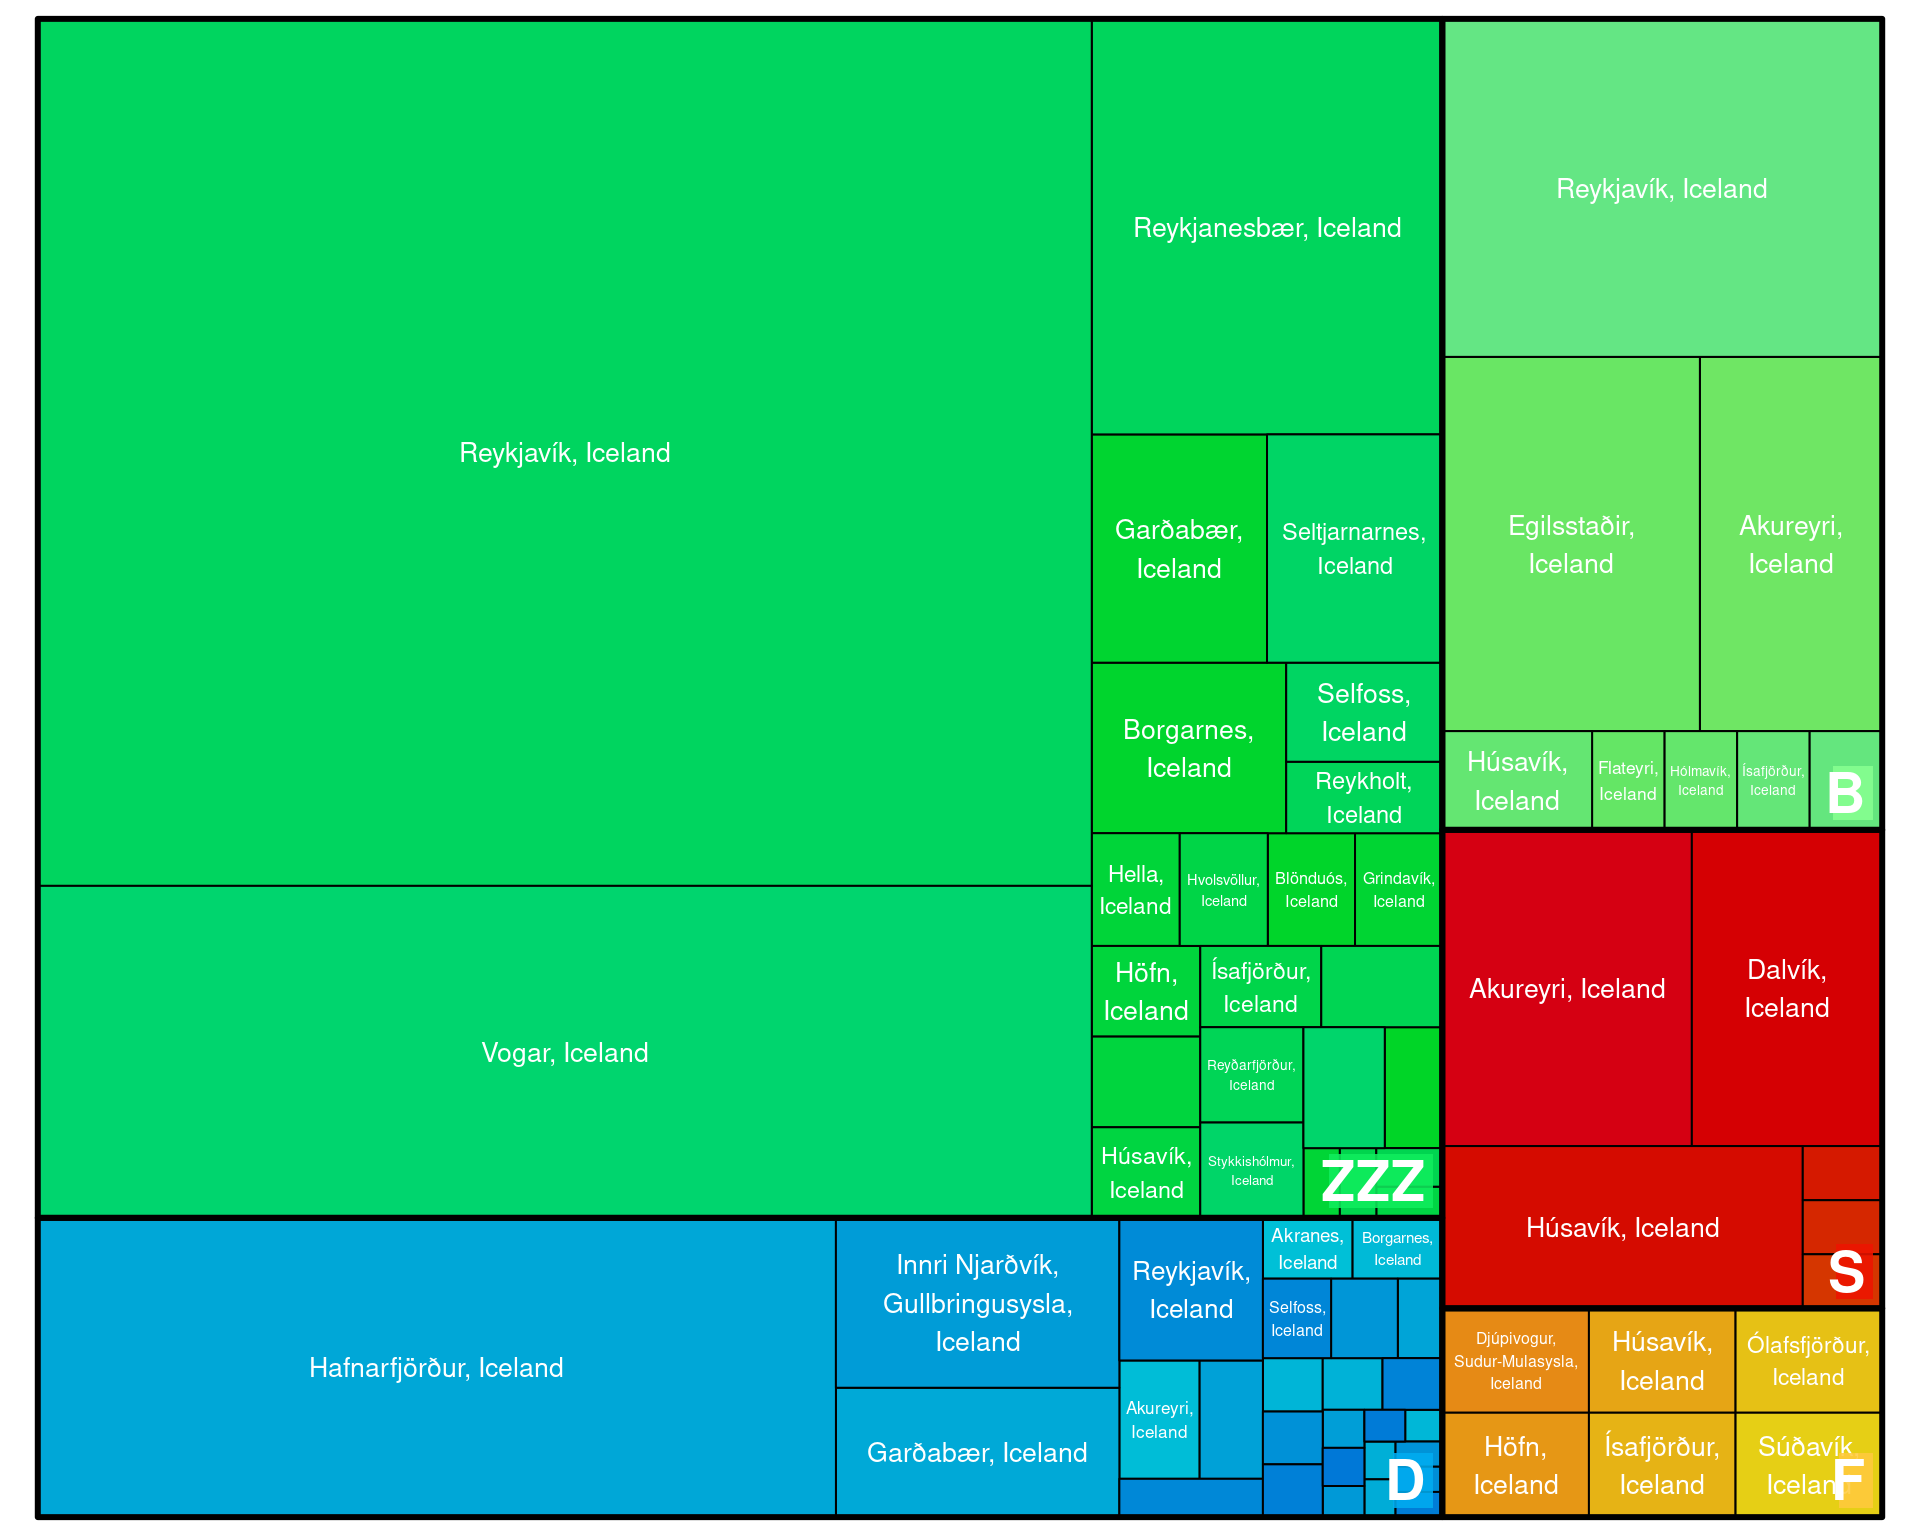 Reykjavík, Iceland
Vogar, Iceland
Reykjanesbær, Iceland
Garðabær,
Iceland
Seltjarnarnes,
Iceland
Borgarnes,
Iceland
Selfoss,
Iceland
Reykholt,
Iceland
Hella,
Iceland
Hvolsvöllur,
Iceland
Blönduós,
Iceland
Grindavík,
Iceland
Höfn,
Iceland
Ísafjörður,
Iceland
Reyðarfjörður,
Iceland
Húsavík,
Iceland
Stykkishólmur,
Iceland
ZZZ
Reykjavík, Iceland
Egilsstaðir,
Iceland
Akureyri,
Iceland
Húsavík,
Iceland
Flateyri,
Iceland
Hólmavík,
Iceland
Ísafjörður,
Iceland
B
Akureyri, Iceland
Dalvík,
Iceland
Húsavík, Iceland
S
Hafnarfjörður, Iceland
Innri Njarðvík,
Gullbringusysla,
Iceland
Garðabær, Iceland
Reykjavík,
Iceland
Akureyri,
Iceland
Akranes,
Iceland
Borgarnes,
Iceland
Selfoss,
Iceland
D
Djúpivogur,
Sudur-Mulasysla,
Iceland
Húsavík,
Iceland
Ólafsfjörður,
Iceland
Höfn,
Iceland
Ísafjörður,
Iceland
Súðavík,
Iceland
F